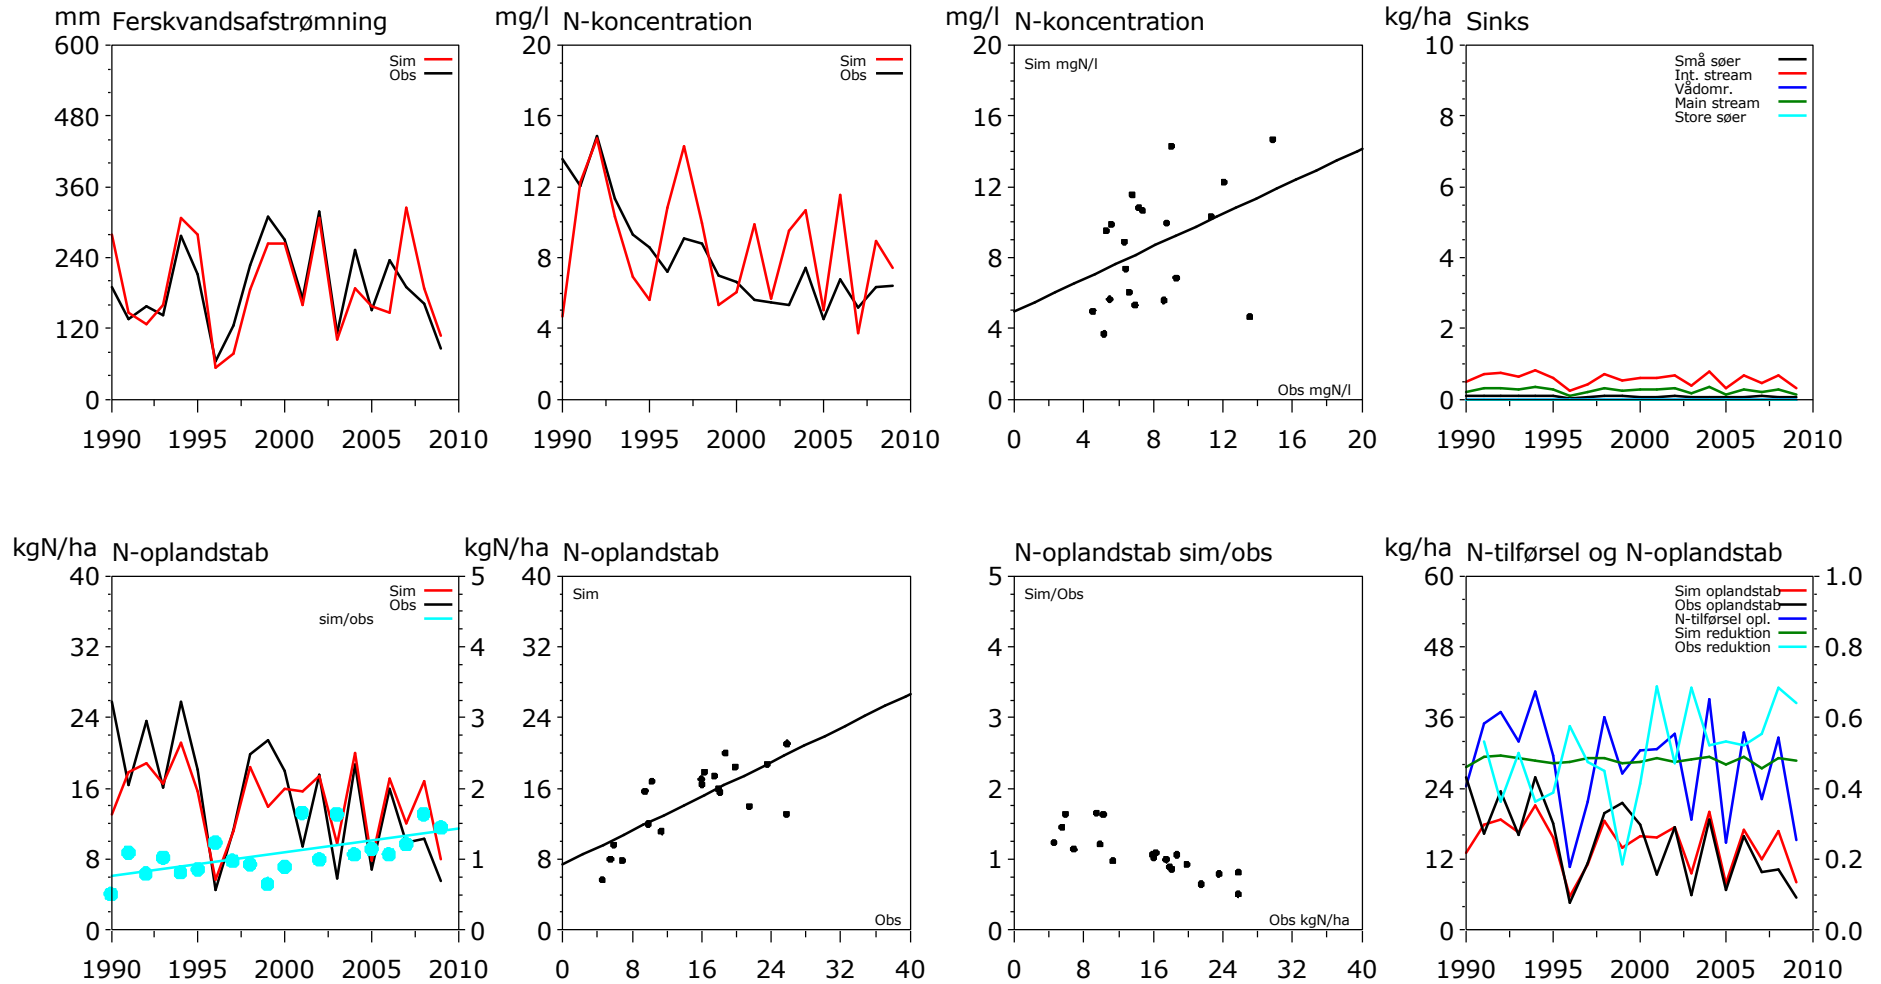 mm Ferskvandsafstrømning
600
480
360
240
120
0
Sim
Obs
1990 1995 2000 2005 2010
mg/l N-koncentration
20
16
12
8
4
0
Sim
Obs
1990 1995 2000 2005 2010
mg/l N-koncentration
20
16
12
8
4
0
Sim mgN/l
Obs mgN/l
0 4 8 12 16 20
kg/ha Sinks
10
8
6
4
2
0
Små søer
Int. stream
Vådomr.
Main stream
Store søer
1990 1995 2000 2005 2010
kgN/ha N-oplandstab
40
32
24
16
8
0
Sim
Obs
sim/obs
5
4
3
2
1
0
1990 1995 2000 2005 2010
kgN/ha N-oplandstab
40
32
24
16
8
0
Sim
Obs
0 8 16 24 32 40
N-oplandstab sim/obs
5
4
3
2
1
0
Sim/Obs
Obs kgN/ha
0 8 16 24 32 40
kg/ha N-tilførsel og N-oplandstab
60
48
36
24
12
0
Sim oplandstab
Obs oplandstab
N-tilførsel opl.
Sim reduktion
Obs reduktion
1.0
0.8
0.6
0.4
0.2
0.0
1990 1995 2000 2005 2010